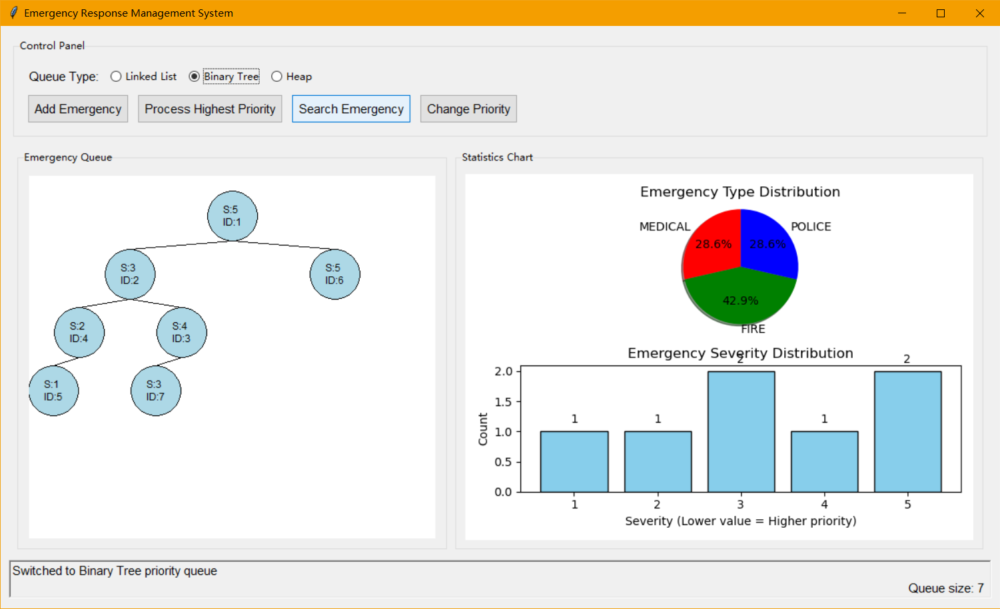 Emergency Response Management System
Control Panel
Queue Type: Linked List Binary Tree Heap
Add Emergency Process Highest Priority Search Emergency Change Priority
Emergency Queue
S:5
ID:1
S:3
ID:2
S:5
ID:6
S:2
ID:4
S:4
ID:3
S:1
ID:5
S:3
ID:7
Statistics Chart
Emergency Type Distribution
MEDICAL
POLICE
28.6%
28.6%
42.9%
FIRE
Emergency Severity Distribution
2
2
1
1
1
2.0
1.5
1.0
0.5
0.0
Count
1 2 3 4 5
Severity (Lower value = Higher priority)
Switched to Binary Tree priority queue
Queue size: 7